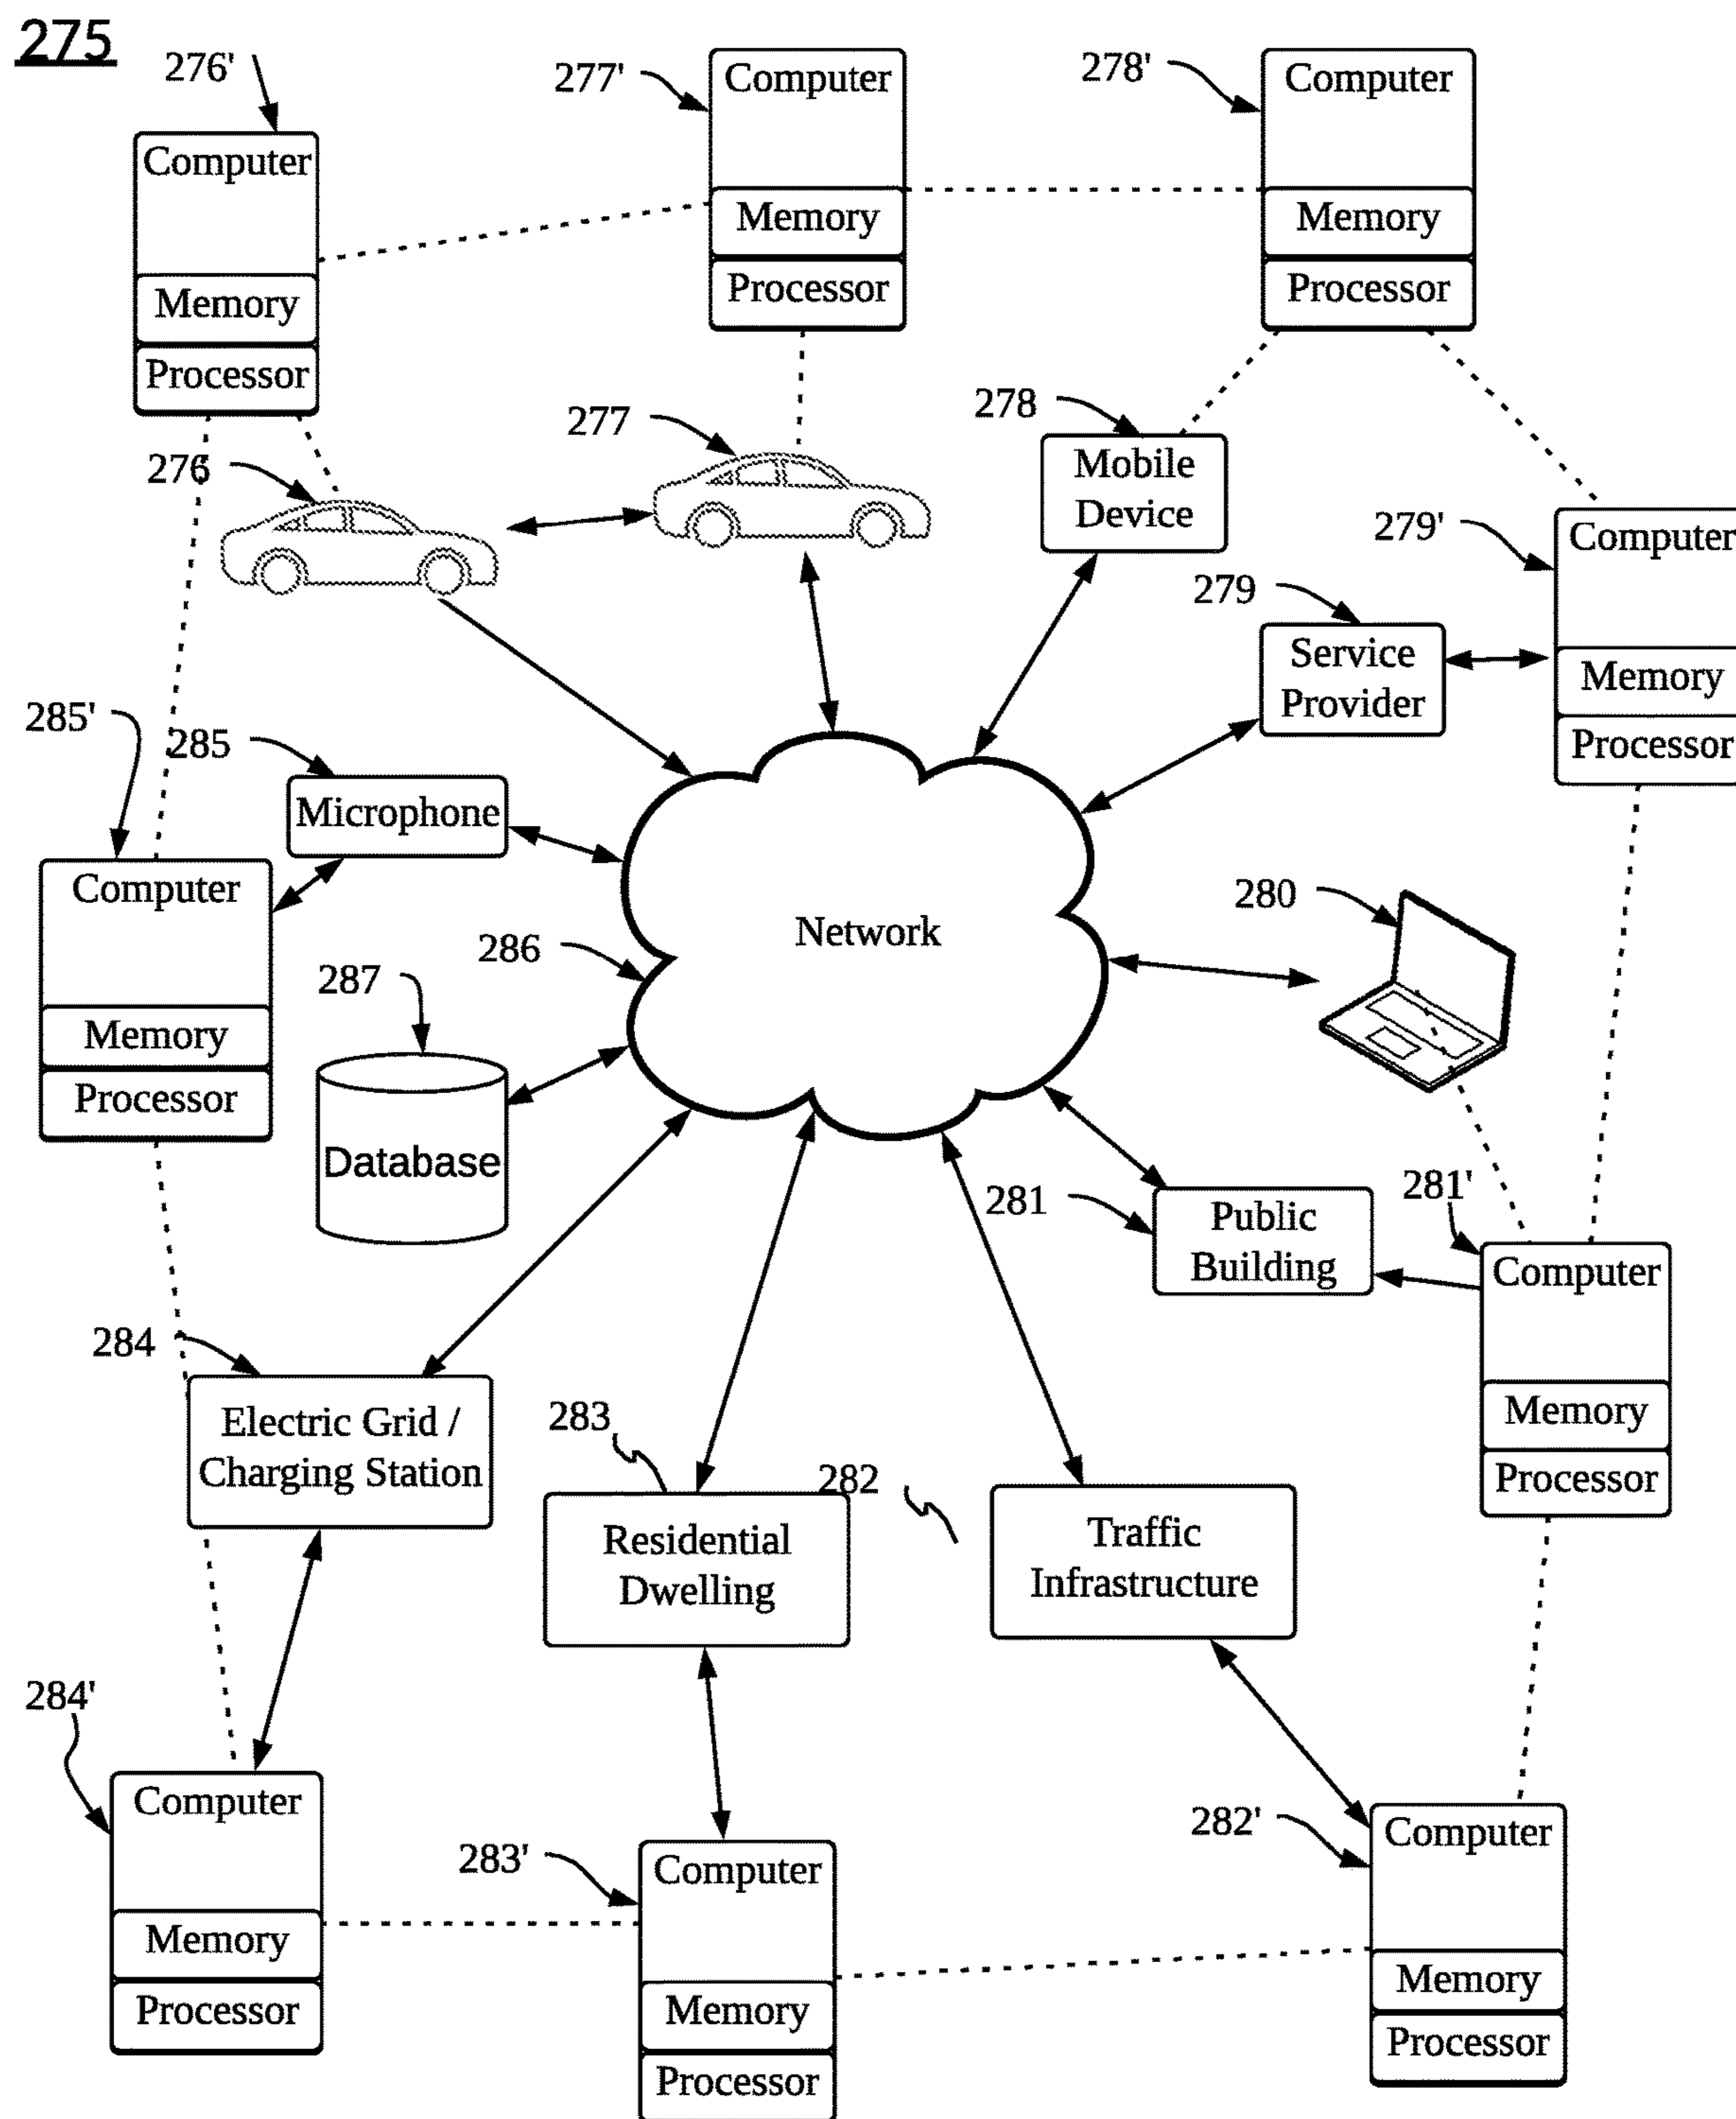 275
276'
277'
278'
Computer
Memory
Processor
Computer
Memory
Processor
Computer
Memory
Processor
276
277
278
Mobile
Device
279'
Computer
Memory
Processor
279
Service
Provider
285'
285
Microphone
Computer
Memory
Processor
286
Network
287
Database
280
281
Public
Building
281'
Computer
Memory
Processor
284
Electric Grid /
Charging Station
283
Residential
Dwelling
282
Traffic
Infrastructure
284'
Computer
Memory
Processor
283'
Computer
Memory
Processor
282'
Computer
Memory
Processor